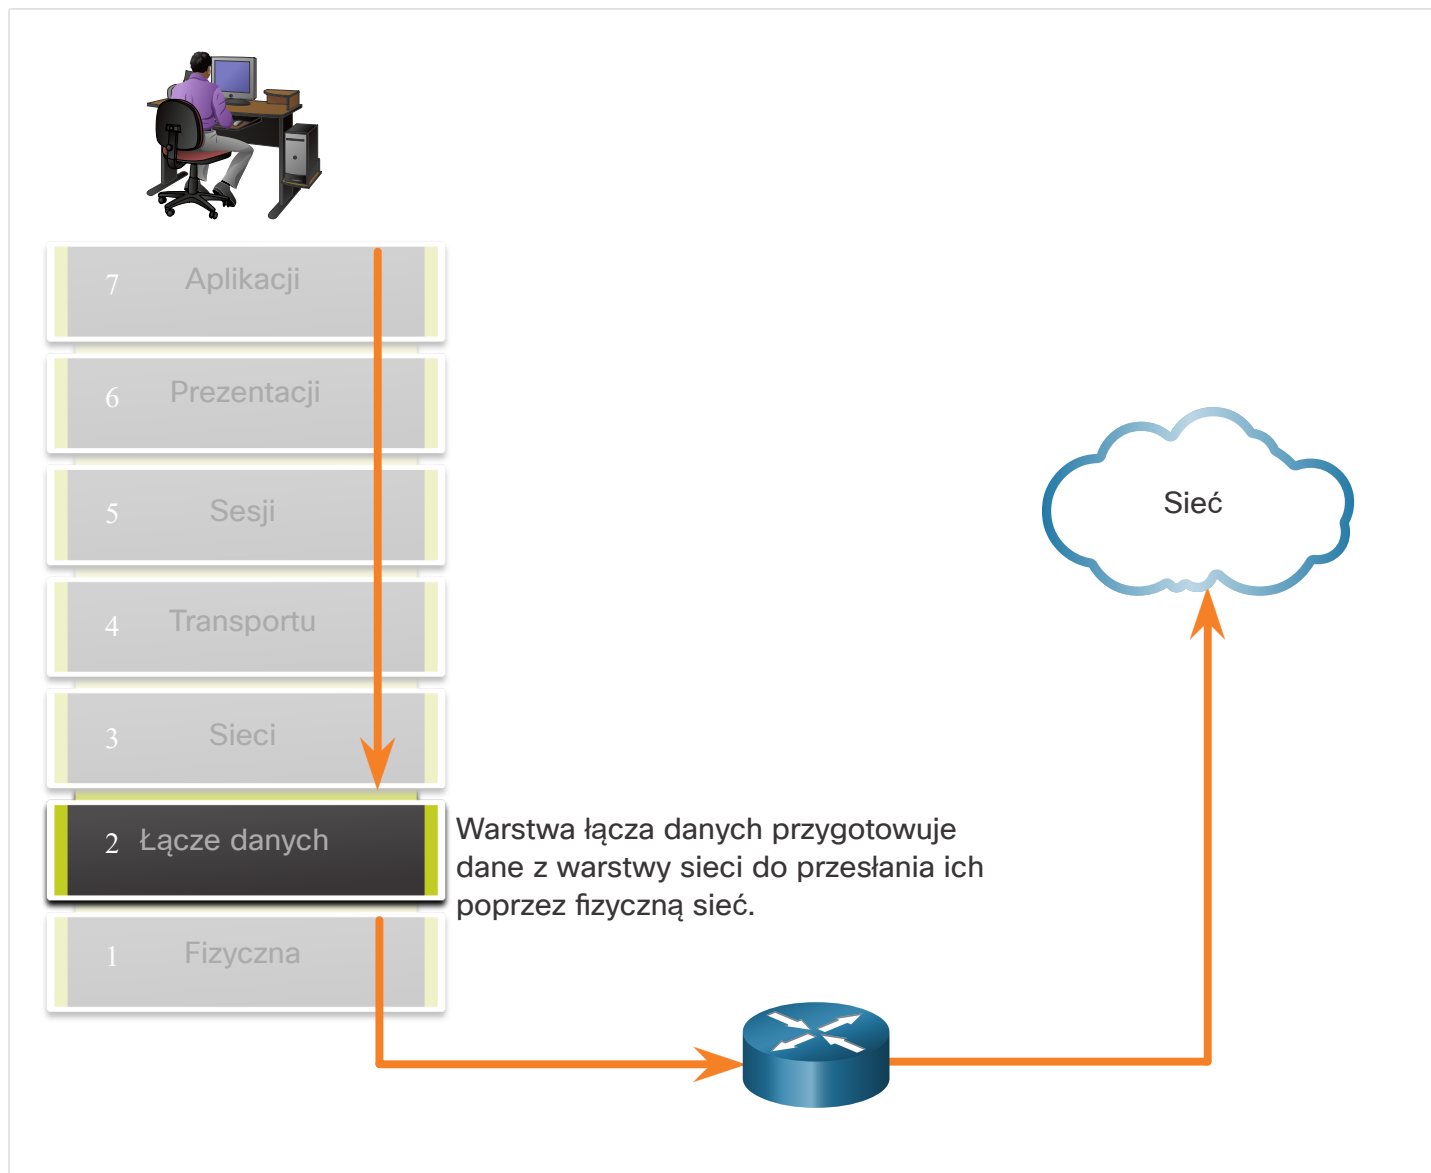 7 Aplikacji
6 Prezentacji
5 Sesji
4 Transportu
3 Sieci
2 Łącze danych
Warstwa łącza danych przygotowuje
dane z warstwy sieci do przesłania ich
poprzez fizyczną sieć.
1 Fizyczna
Sieć